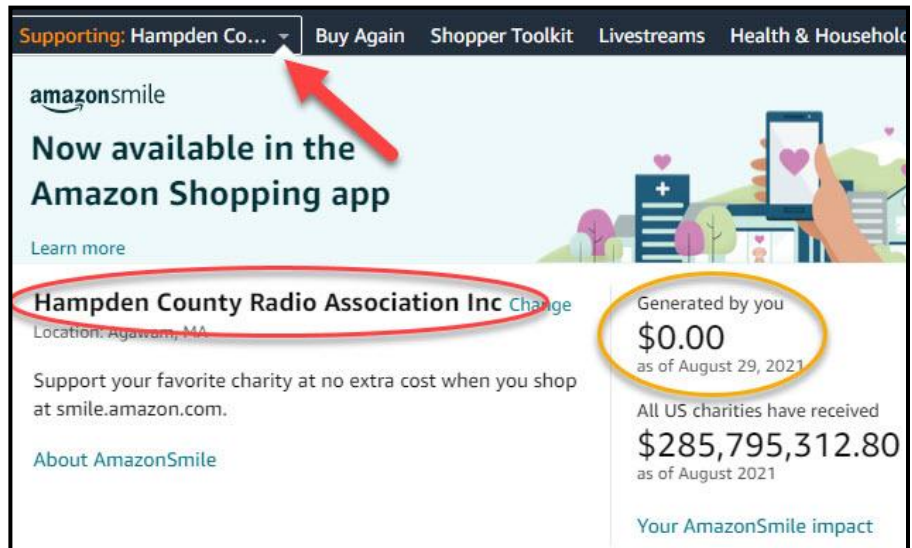 Supporting: Hampden Co... Buy Again Shopper Toolkit Livestreams Health & Household
amazonsmile
Now available in the
Amazon Shopping app
Learn more
Hampden County Radio Association Inc Change
Location: Agawam, MA
Support your favorite charity at no extra cost when you shop
at smile.amazon.com.
About AmazonSmile
Generated by you
$0.00
as of August 29, 2021
All US charities have received
$285,795,312.80
as of August 2021
Your AmazonSmile impact